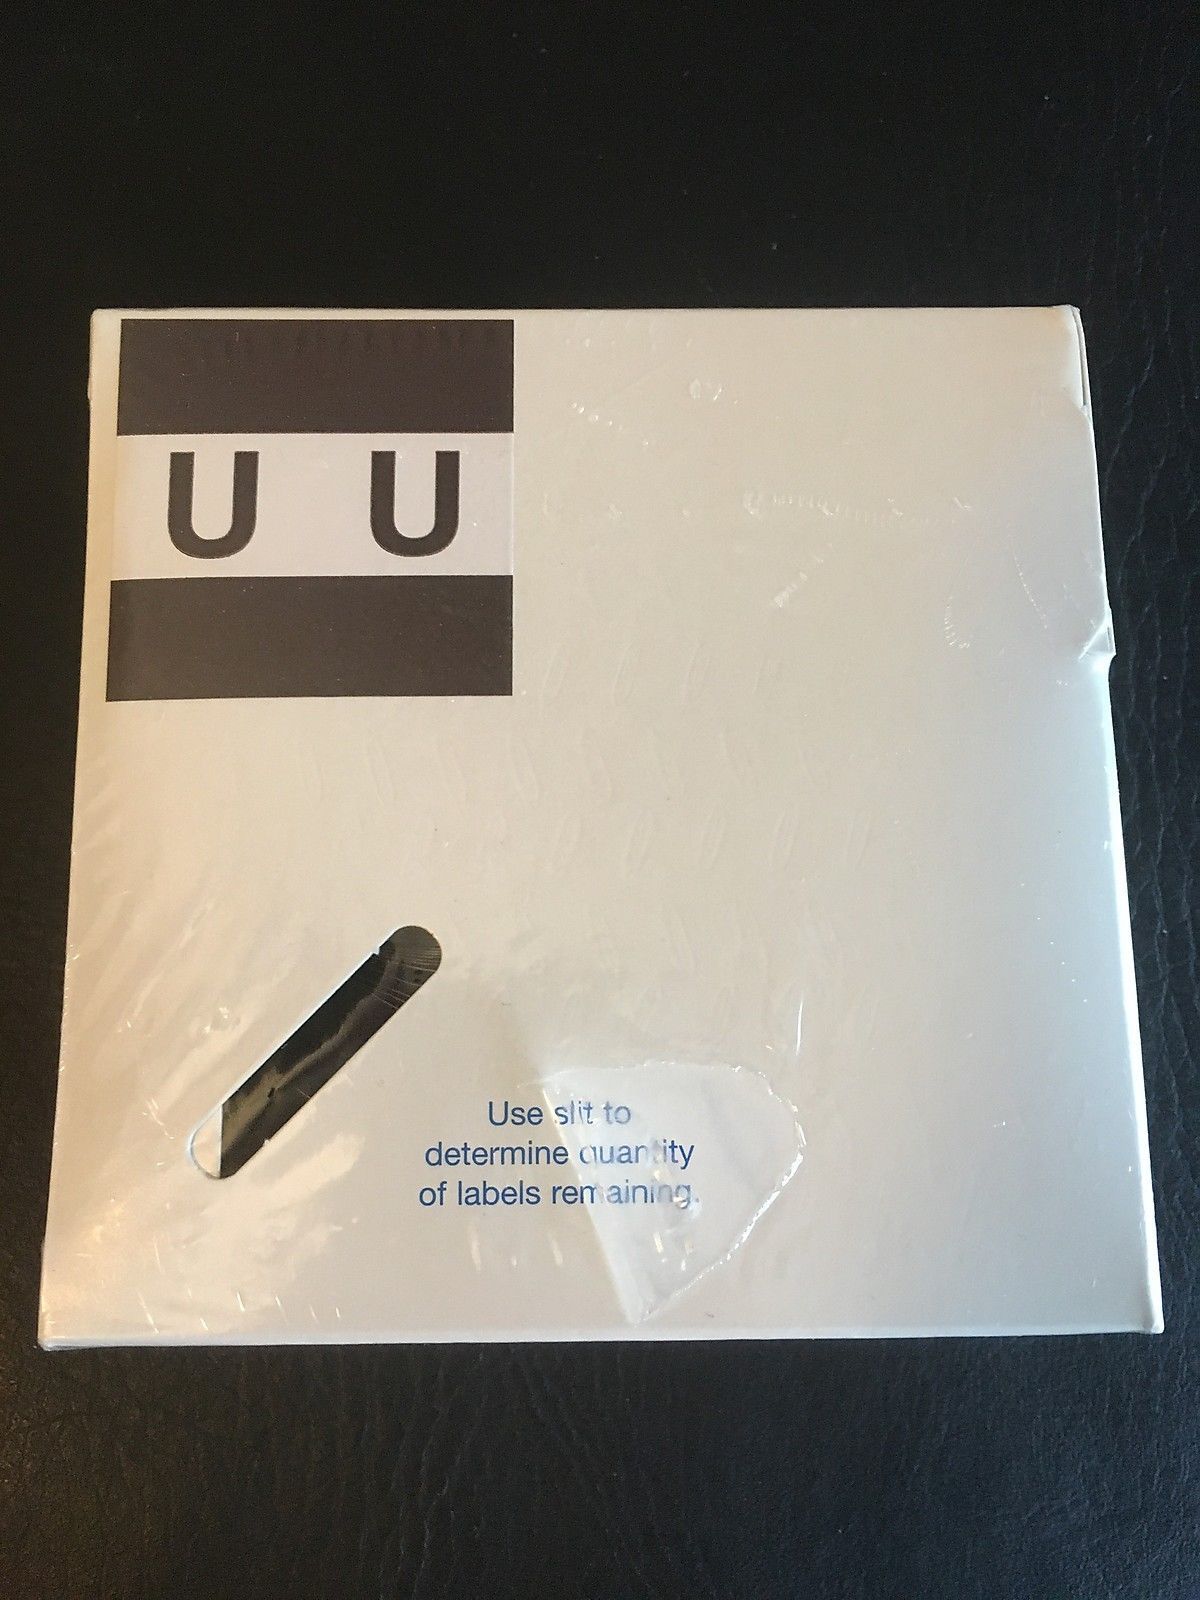 U U
Use slit to
determine quantity
of labels remaining.